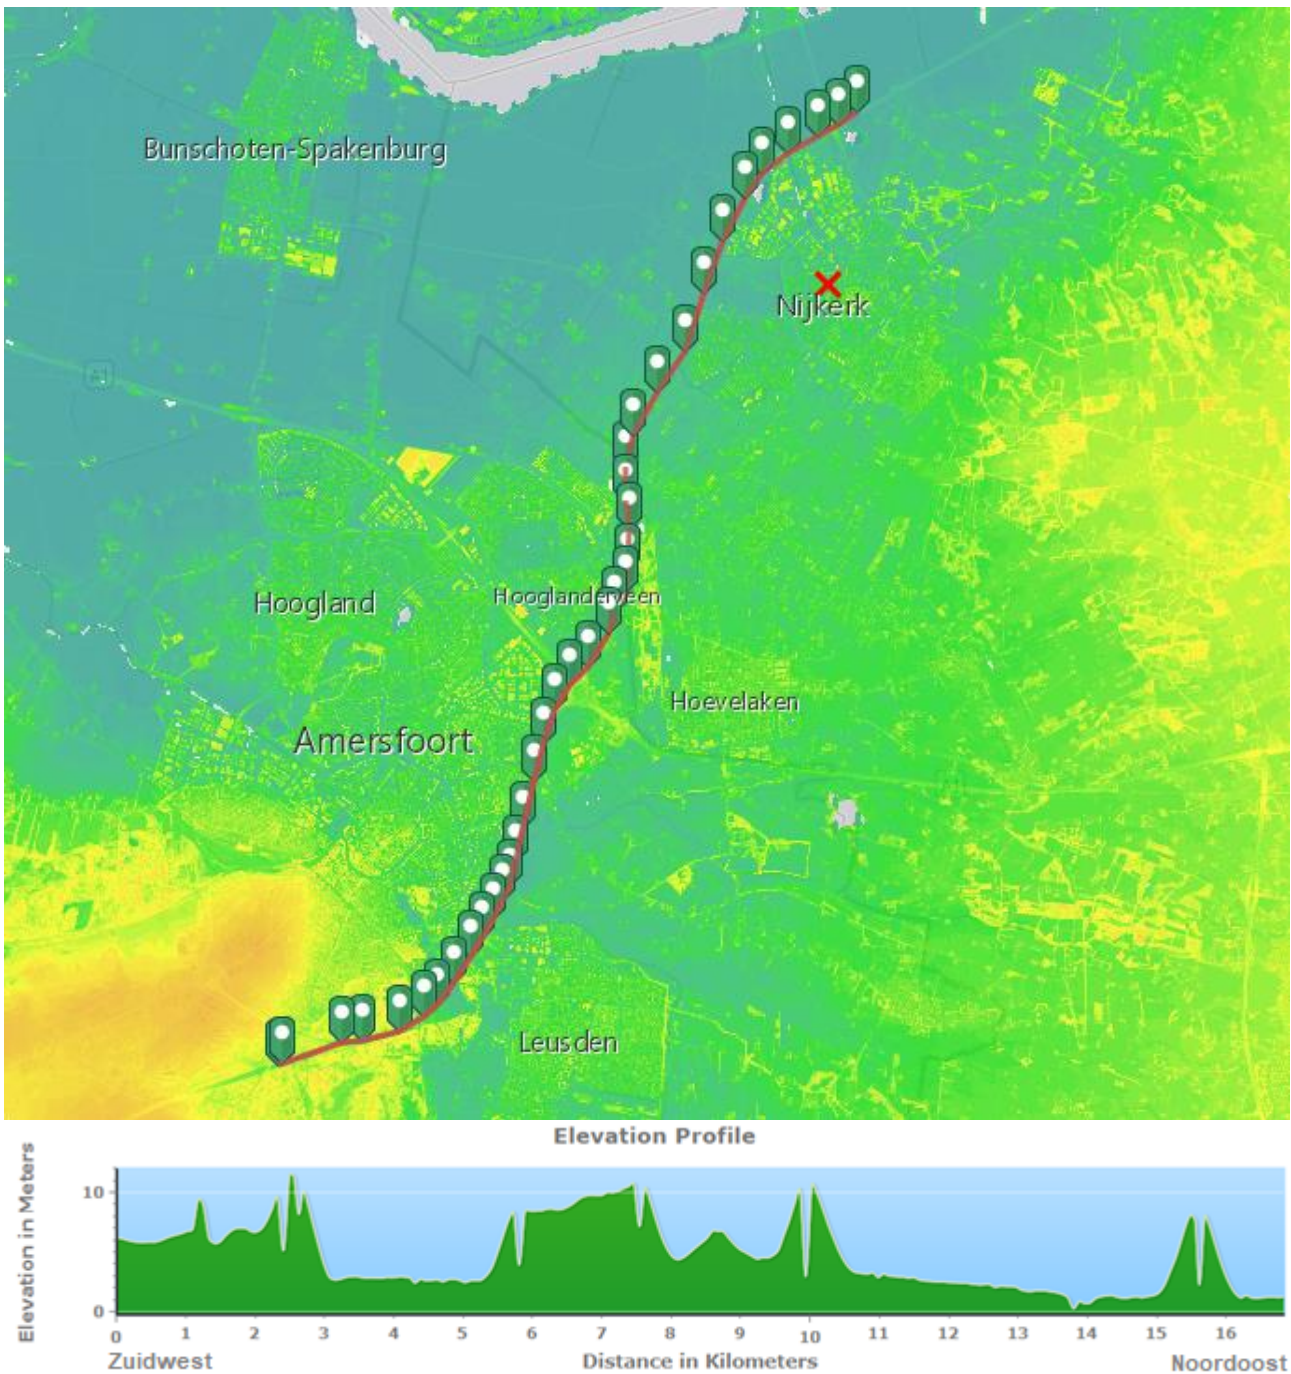 Bunschoten-Spakenburg
Nijkerk
A1
Hoogland
Hooglanderveen
Hoevelaken
Amersfoort
Leusden
Elevation Profile
Elevation in Meters
10
0
0 1 2 3 4 5 6 7 8 9 10 11 12 13 14 15 16
Zuidwest Distance in Kilometers Noordoost